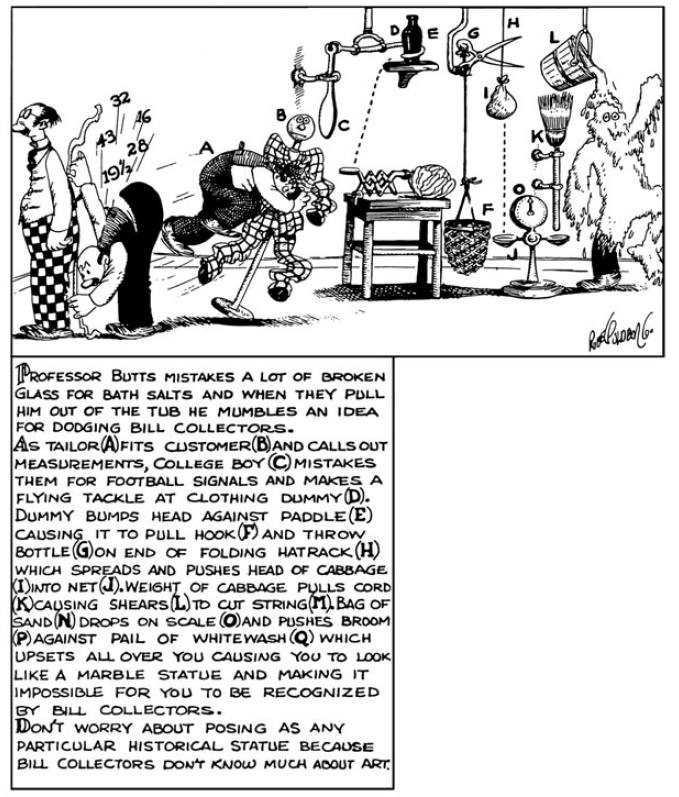 32
43
16
28
19½
A
B
C
D
E
F
G
H
I
J
K
L
O
Rube Goldberg.
PROFESSOR BUTTS MISTAKES A LOT OF BROKEN
GLASS FOR BATH SALTS AND WHEN THEY PULL
HIM OUT OF THE TUB HE MUMBLES AN IDEA
FOR DODGING BILL COLLECTORS.
AS TAILOR (A) FITS CUSTOMER (B) AND CALLS OUT
MEASUREMENTS, COLLEGE BOY (C) MISTAKES
THEM FOR FOOTBALL SIGNALS AND MAKES A
FLYING TACKLE AT CLOTHING DUMMY (D).
DUMMY BUMPS HEAD AGAINST PADDLE (E)
CAUSING IT TO PULL HOOK (F) AND THROW
BOTTLE (G) ON END OF FOLDING HATRACK (H)
WHICH SPREADS AND PUSHES HEAD OF CABBAGE
(I) INTO NET (J). WEIGHT OF CABBAGE PULLS CORD
(K) CAUSING SHEARS (L) TO CUT STRING (M). BAG OF
SAND (N) DROPS ON SCALE (O) AND PUSHES BROOM
(P) AGAINST PAIL OF WHITEWASH (Q) WHICH
UPSETS ALL OVER YOU CAUSING YOU TO LOOK
LIKE A MARBLE STATUE AND MAKING IT
IMPOSSIBLE FOR YOU TO BE RECOGNIZED
BY BILL COLLECTORS.
DON'T WORRY ABOUT POSING AS ANY
PARTICULAR HISTORICAL STATUE BECAUSE
BILL COLLECTORS DON'T KNOW MUCH ABOUT ART.